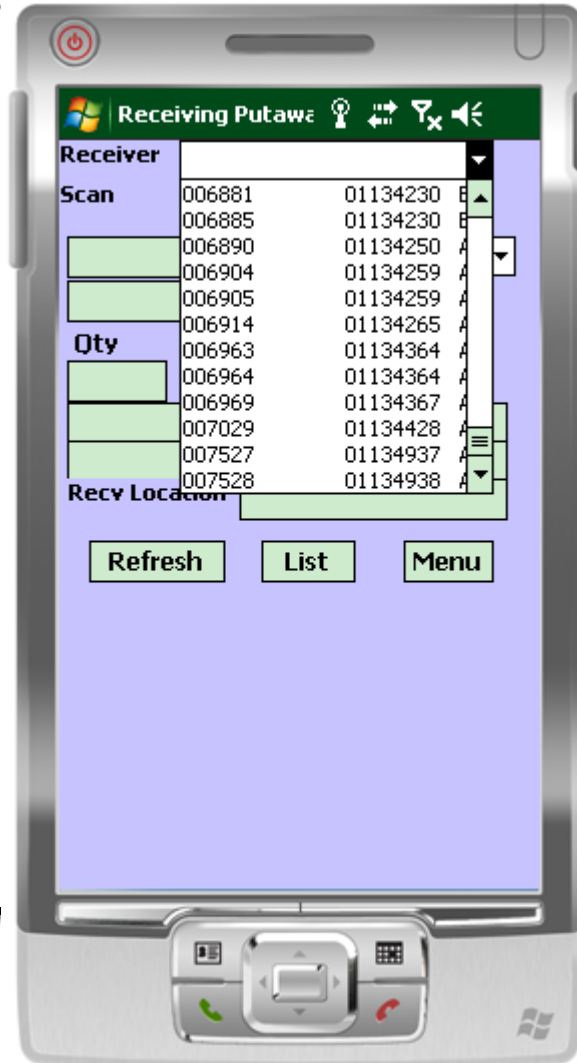 Receiving Putawa
Receiver
Scan
006881 01134230
006885 01134230
006890 01134250 A
006904 01134259 A
006905 01134259 A
006914 01134265 A
Qty
006963 01134364 A
006964 01134364 A
006969 01134367 A
007029 01134428 A
007527 01134937 A
007528 01134938 A
Recv Location
Refresh List Menu